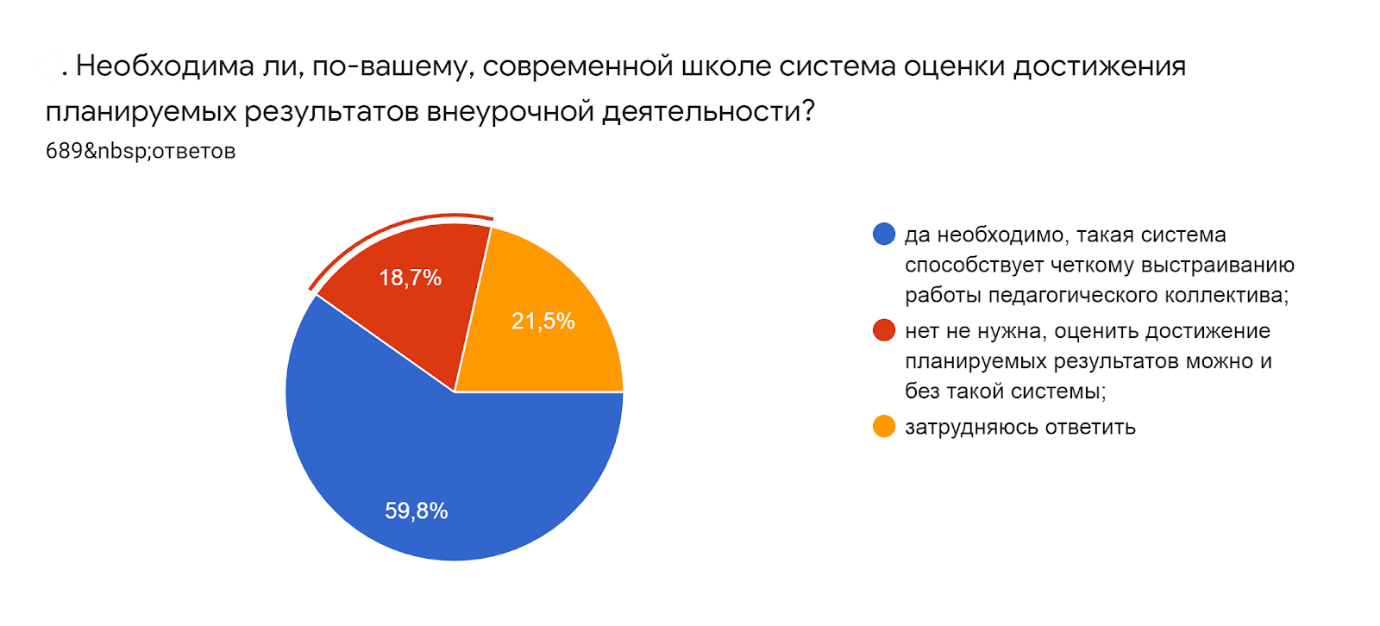 . Необходима ли, по-вашему, современной школе система оценки достижения
планируемых результатов внеурочной деятельности?
689&nbsp;ответов
18,7%
21,5%
59,8%
да необходимо, такая система
способствует четкому выстраиванию
работы педагогического коллектива;
нет не нужна, оценить достижение
планируемых результатов можно и
без такой системы;
затрудняюсь ответить